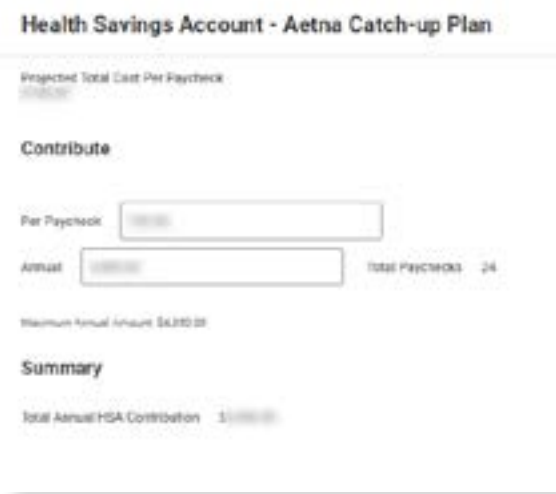 Health Savings Account - Aetna Catch-up Plan
Projected Total Cost Per Paycheck
Contribute
Per Paycheck
Annual
Total Paychecks 24
Maximum Annual Amount
Summary
Total Annual HSA Contribution $